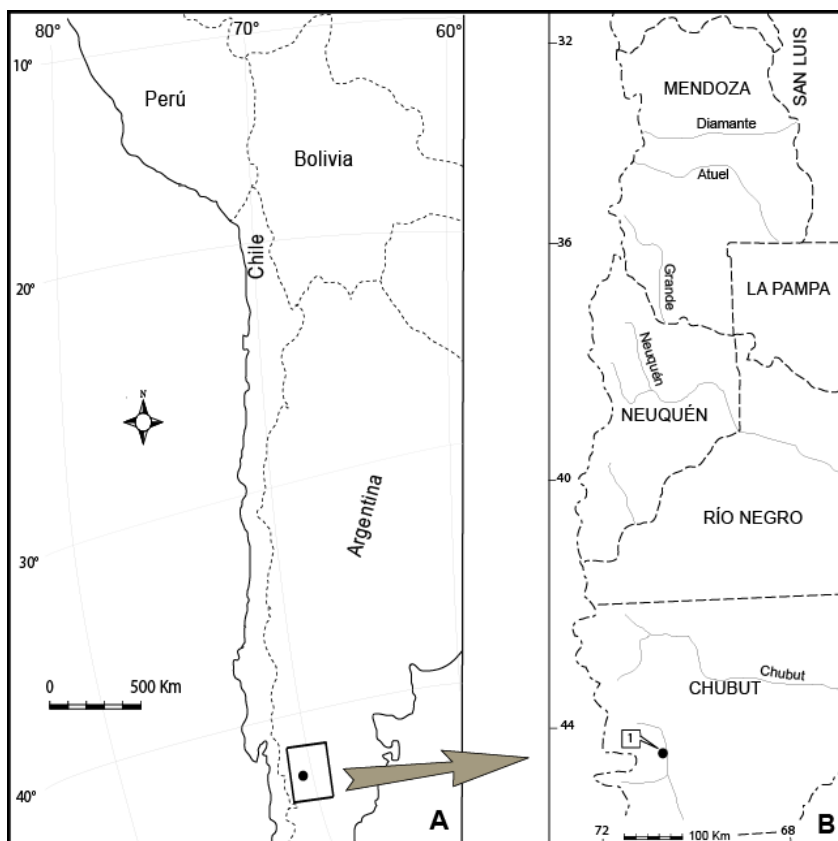 80°
70°
60°
10°
Perú
Bolivia
Chile
20°
N
Argentina
30°
0 500 Km
40°
A
32
SAN LUIS
MENDOZA
Diamante
Atuel
36
Grande
LA PAMPA
Neuquén
NEUQUÉN
40
RÍO NEGRO
Chubut
CHUBUT
44
1
72 100 Km 68
B